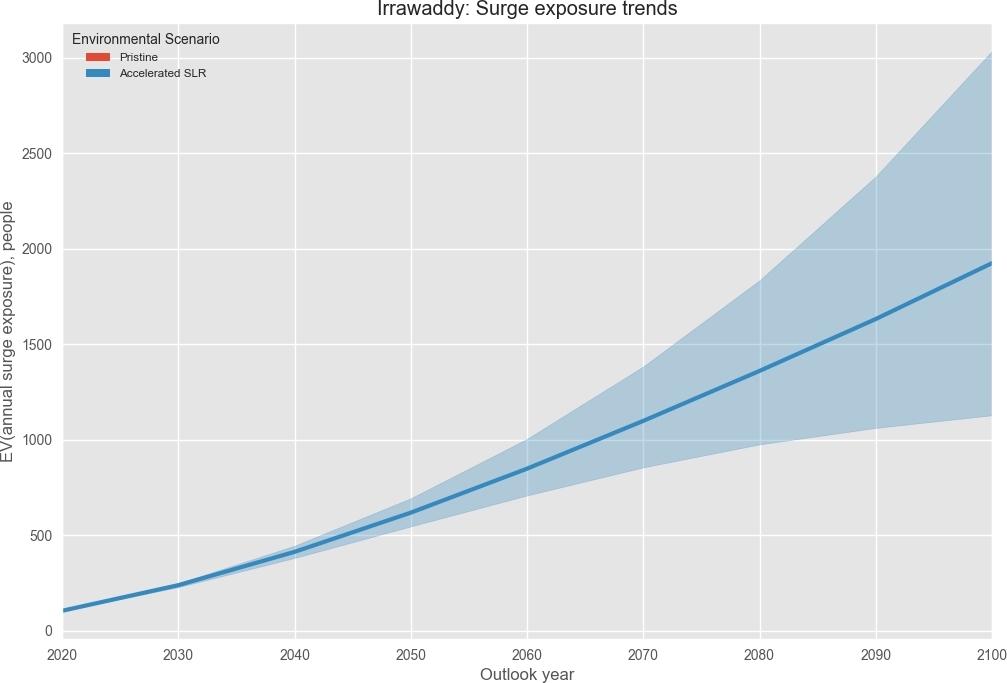 Irrawaddy: Surge exposure trends
Environmental Scenario
Pristine
Accelerated SLR
EV(annual surge exposure), people
3000
2500
2000
1500
1000
500
0
2020 2030 2040 2050 2060 2070 2080 2090 2100
Outlook year